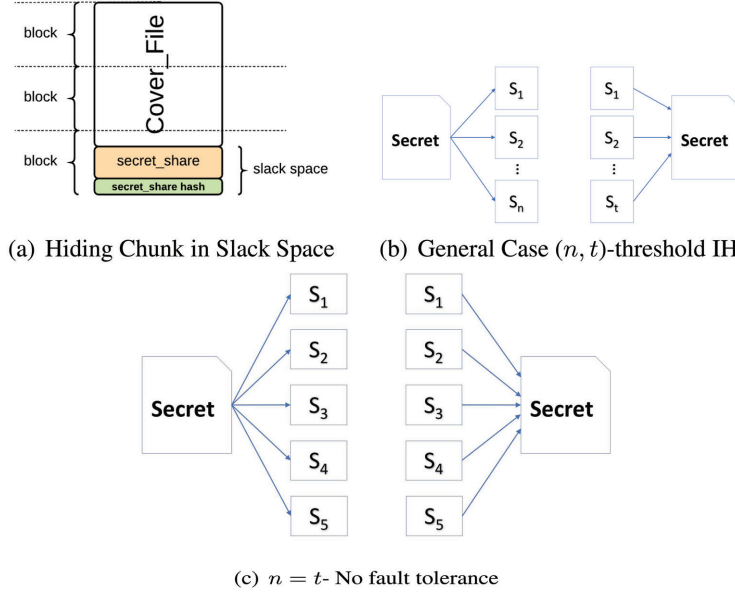 block
block
block
Cover_File
secret_share
secret_share hash
slack space
(a) Hiding Chunk in Slack Space
Secret
S1
S2
...
Sn
S1
S2
...
St
Secret
(b) General Case (n, t)-threshold IH
Secret
S1
S2
S3
S4
S5
S1
S2
S3
S4
S5
Secret
(c) n = t- No fault tolerance